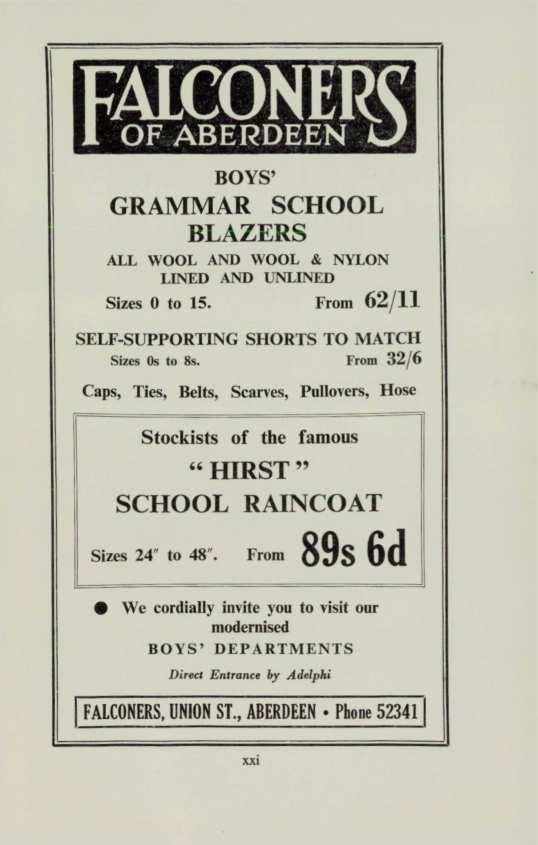 FALCONERS
OF ABERDEEN
BOYS'
GRAMMAR SCHOOL
BLAZERS
ALL WOOL AND WOOL & NYLON
LINED AND UNLINED
Sizes 0 to 15. From 62/11
SELF-SUPPORTING SHORTS TO MATCH
Sizes 0s to 8s. From 32/6
Caps, Ties, Belts, Scarves, Pullovers, Hose
Stockists of the famous
“ HIRST ”
SCHOOL RAINCOAT
Sizes 24″ to 48″. From 89s 6d
● We cordially invite you to visit our
modernised
BOYS' DEPARTMENTS
Direct Entrance by Adelphi
FALCONERS, UNION ST., ABERDEEN • Phone 52341
xxi